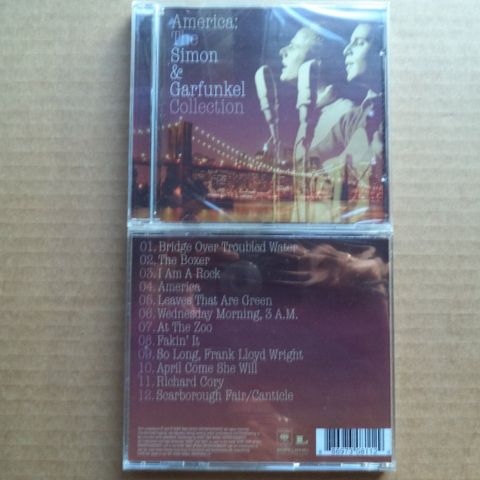 America:
The
Simon
&
Garfunkel
Collection
01. Bridge Over Troubled Water
02. The Boxer
03. I Am A Rock
04. America
05. Leaves That Are Green
06. Wednesday Morning, 3 A.M.
07. At The Zoo
08. Fakin' It
09. So Long, Frank Lloyd Wright
10. April Come She Will
11. Richard Cory
12. Scarborough Fair/Canticle